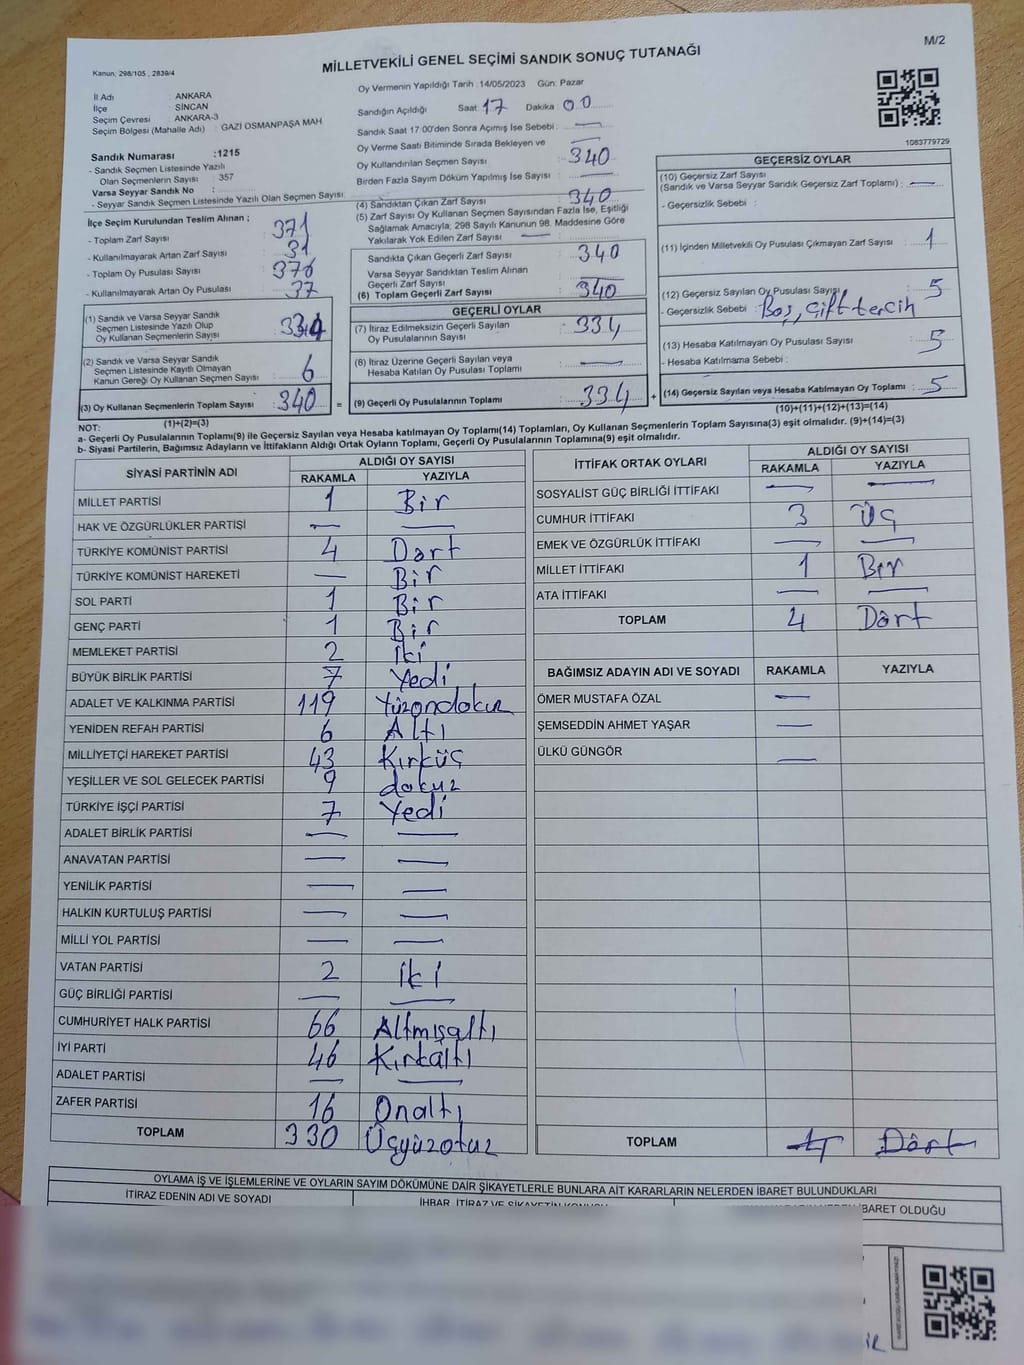 M/2
MİLLETVEKİLİ GENEL SEÇİMİ SANDIK SONUÇ TUTANAĞI
Kanun, 298/105 , 2839/4
İl Adı : ANKARA
İlçe : SİNCAN
Seçim Çevresi : ANKARA-3
Seçim Bölgesi (Mahalle Adı) : GAZİ OSMANPAŞA MAH
Sandık Numarası :1215
- Sandık Seçmen Listesinde Yazılı
Olan Seçmenlerin Sayısı : 357
Varsa Seyyar Sandık No :
- Seyyar Sandık Seçmen Listesinde Yazılı Olan Seçmen Sayısı:
İlçe Seçim Kurulundan Teslim Alınan ;
- Toplam Zarf Sayısı : 371
- Kullanılmayarak Artan Zarf Sayısı : 31
- Toplam Oy Pusulası Sayısı : 376
- Kullanılmayarak Artan Oy Pusulası : 37
(1) Sandık ve Varsa Seyyar Sandık
Seçmen Listesinde Yazılı Olup
Oy Kullanan Seçmenlerin Sayısı : 334
(2) Sandık ve Varsa Seyyar Sandık
Seçmen Listesinde Kayıtlı Olmayan
Kanun Gereği Oy Kullanan Seçmen Sayısı : 6
(3) Oy Kullanan Seçmenlerin Toplam Sayısı : 340
(1)+(2)=(3)
Oy Vermenin Yapıldığı Tarih : 14/05/2023 Gün: Pazar
Sandığın Açıldığı Saat : 17 Dakika : 00
Sandık Saat 17:00'den Sonra Açımış İse Sebebi : —
Oy Verme Saati Bitiminde Sırada Bekleyen ve
Oy Kullandırılan Seçmen Sayısı : 340
Birden Fazla Sayım Döküm Yapılmış İse Sayısı : —
(4) Sandıktan Çıkan Zarf Sayısı : 340
(5) Zarf Sayısı Oy Kullanan Seçmen Sayısından Fazla İse, Eşitliği
Sağlamak Amacıyla, 298 Sayılı Kanunun 98. Maddesine Göre
Yakılarak Yok Edilen Zarf Sayısı : —
Sandıkta Çıkan Geçerli Zarf Sayısı : 340
Varsa Seyyar Sandıktan Teslim Alınan
Geçerli Zarf Sayısı :
(6) Toplam Geçerli Zarf Sayısı : 340
GEÇERLİ OYLAR
(7) İtiraz Edilmeksizin Geçerli Sayılan
Oy Pusulalarının Sayısı : 334
(8) İtiraz Üzerine Geçerli Sayılan veya
Hesaba Katılan Oy Pusulası Toplamı : —
= (9) Geçerli Oy Pusulalarının Toplamı : 334 +
1083779729
GEÇERSİZ OYLAR
(10) Geçersiz Zarf Sayısı
(Sandık ve Varsa Seyyar Sandık Geçersiz Zarf Toplamı) : —
- Geçersizlik Sebebi :
(11) İçinden Milletvekili Oy Pusulası Çıkmayan Zarf Sayısı : 1
(12) Geçersiz Sayılan Oy Pusulası Sayısı : 5
- Geçersizlik Sebebi : Boş, Çift tercih
(13) Hesaba Katılmayan Oy Pusulası Sayısı : 5
- Hesaba Katılmama Sebebi :
(14) Geçersiz Sayılan veya Hesaba Katılmayan Oy Toplamı : 5
(10)+(11)+(12)+(13)=(14)
NOT:
a- Geçerli Oy Pusulalarının Toplamı(9) ile Geçersiz Sayılan veya Hesaba katılmayan Oy Toplamı(14) Toplamları, Oy Kullanan Seçmenlerin Toplam Sayısına(3) eşit olmalıdır. (9)+(14)=(3)
b- Siyasi Partilerin, Bağımsız Adayların ve İttifakların Aldığı Ortak Oyların Toplamı, Geçerli Oy Pusulalarının Toplamına(9) eşit olmalıdır.
SİYASİ PARTİNİN ADI ALDIĞI OY SAYISI
RAKAMLA YAZIYLA
MİLLET PARTİSİ 1 Bir
HAK VE ÖZGÜRLÜKLER PARTİSİ — —
TÜRKİYE KOMÜNİST PARTİSİ 4 Dört
TÜRKİYE KOMÜNİST HAREKETİ — Bir
SOL PARTİ 1 Bir
GENÇ PARTİ 1 Bir
MEMLEKET PARTİSİ 2 İki
BÜYÜK BİRLİK PARTİSİ 7 Yedi
ADALET VE KALKINMA PARTİSİ 119 Yüzondokuz
YENİDEN REFAH PARTİSİ 6 Altı
MİLLİYETÇİ HAREKET PARTİSİ 43 Kırküç
YEŞİLLER VE SOL GELECEK PARTİSİ 9 dokuz
TÜRKİYE İŞÇİ PARTİSİ 7 Yedi
ADALET BİRLİK PARTİSİ — —
ANAVATAN PARTİSİ — —
YENİLİK PARTİSİ — —
HALKIN KURTULUŞ PARTİSİ — —
MİLLİ YOL PARTİSİ — —
VATAN PARTİSİ 2 İki
GÜÇ BİRLİĞİ PARTİSİ — —
CUMHURİYET HALK PARTİSİ 66 Altmışaltı
İYİ PARTİ 46 Kırkaltı
ADALET PARTİSİ — —
ZAFER PARTİSİ 16 Onaltı
TOPLAM 330 Üçyüzotuz
İTTİFAK ORTAK OYLARI ALDIĞI OY SAYISI
RAKAMLA YAZIYLA
SOSYALİST GÜÇ BİRLİĞİ İTTİFAKI — —
CUMHUR İTTİFAKI 3 Üç
EMEK VE ÖZGÜRLÜK İTTİFAKI — —
MİLLET İTTİFAKI 1 Bir
ATA İTTİFAKI — —
TOPLAM 4 Dört
BAĞIMSIZ ADAYIN ADI VE SOYADI RAKAMLA YAZIYLA
ÖMER MUSTAFA ÖZAL —
ŞEMSEDDİN AHMET YAŞAR —
ÜLKÜ GÜNGÖR —
TOPLAM 4 Dört
OYLAMA İŞ VE İŞLEMLERİNE VE OYLARIN SAYIM DÖKÜMÜNE DAİR ŞİKAYETLERLE BUNLARA AİT KARARLARIN NELERDEN İBARET BULUNDUKLARI
İTİRAZ EDENİN ADI VE SOYADI İHBAR, İTİRAZ VE ŞİKAYETİN KONUSU İBARET OLDUĞU